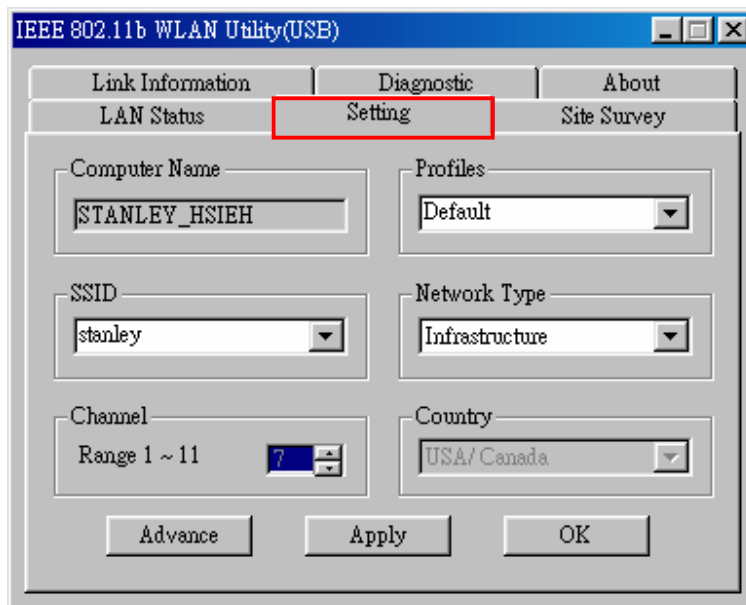 IEEE 802.11b WLAN Utility(USB)
Link Information Diagnostic About
LAN Status Setting Site Survey
Computer Name Profiles
STANLEY_HSIEH Default
SSID Network Type
stanley Infrastructure
Channel Country
Range 1 ~ 11 7 USA/ Canada
Advance Apply OK